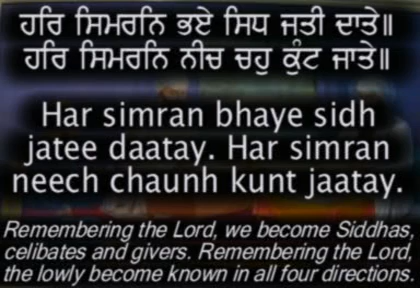 ਹਰਿ ਸਿਮਰਨਿ ਭਏ ਸਿਧ ਜਤੀ ਦਾਤੇ॥
ਹਰਿ ਸਿਮਰਨਿ ਨੀਚ ਚਹੁ ਕੁੰਟ ਜਾਤੇ॥
Har simran bhaye sidh
jatee daatay. Har simran
neech chaunh kunt jaatay.
Remembering the Lord, we become Siddhas,
celibates and givers. Remembering the Lord,
the lowly become known in all four directions.